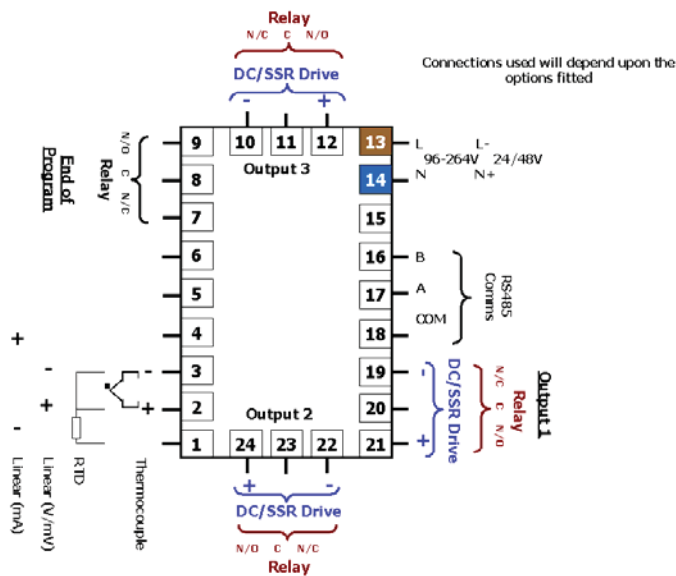 Relay
N/C C N/O
DC/SSR Drive
- +
Connections used will depend upon the
options fitted
9 10 11 12 13
Output 3
L L-
96-264V 24/48V
N N+
14
8
7
15
N/O C N/C
Relay
End of
Program
6
16 B
5
17 A
4
18 COM
RS485
Comms
3
19
2
20
1
21
Output 2
24 23 22
- +
DC/SSR Drive
N/C C N/O
Relay
Output 1
+
- + -
- +
Thermocouple
RTD
Linear (V/mV)
Linear (mA)
+ -
DC/SSR Drive
N/O C N/C
Relay